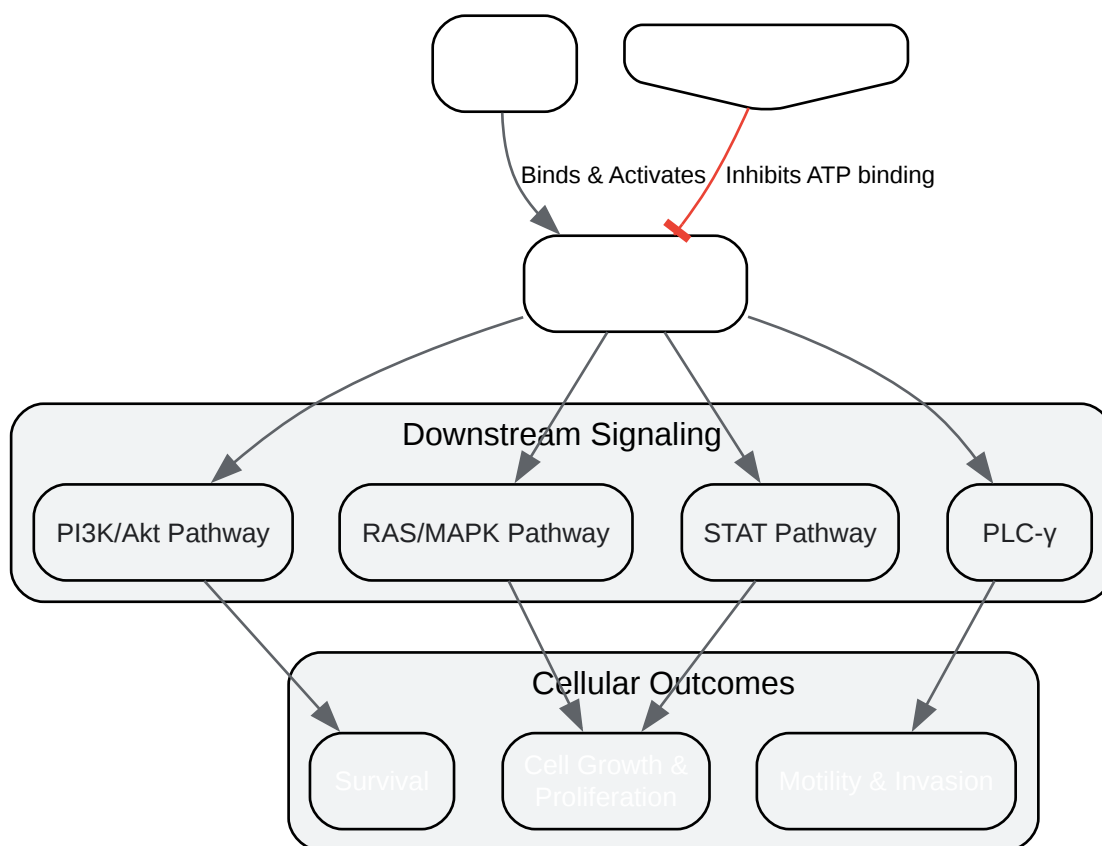 Binds & Activates
Inhibits ATP binding
Downstream Signaling
PI3K/Akt Pathway
RAS/MAPK Pathway
STAT Pathway
PLC-γ
Cellular Outcomes
Survival
Cell Growth &
Proliferation
Motility & Invasion